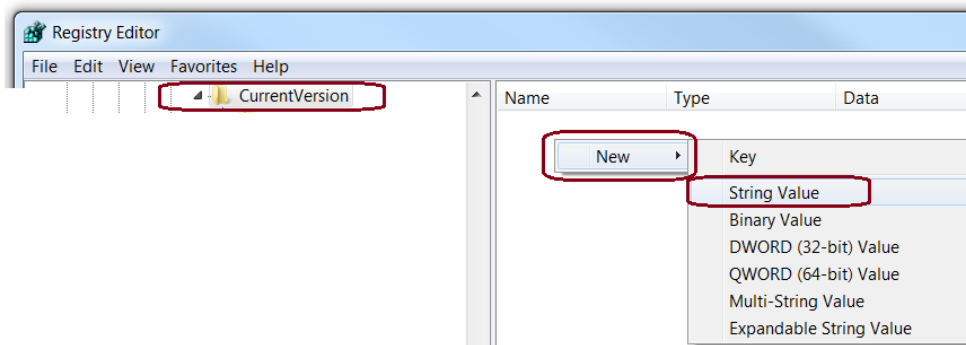 Registry Editor
File Edit View Favorites Help
CurrentVersion
Name Type Data
New Key
String Value
Binary Value
DWORD (32-bit) Value
QWORD (64-bit) Value
Multi-String Value
Expandable String Value